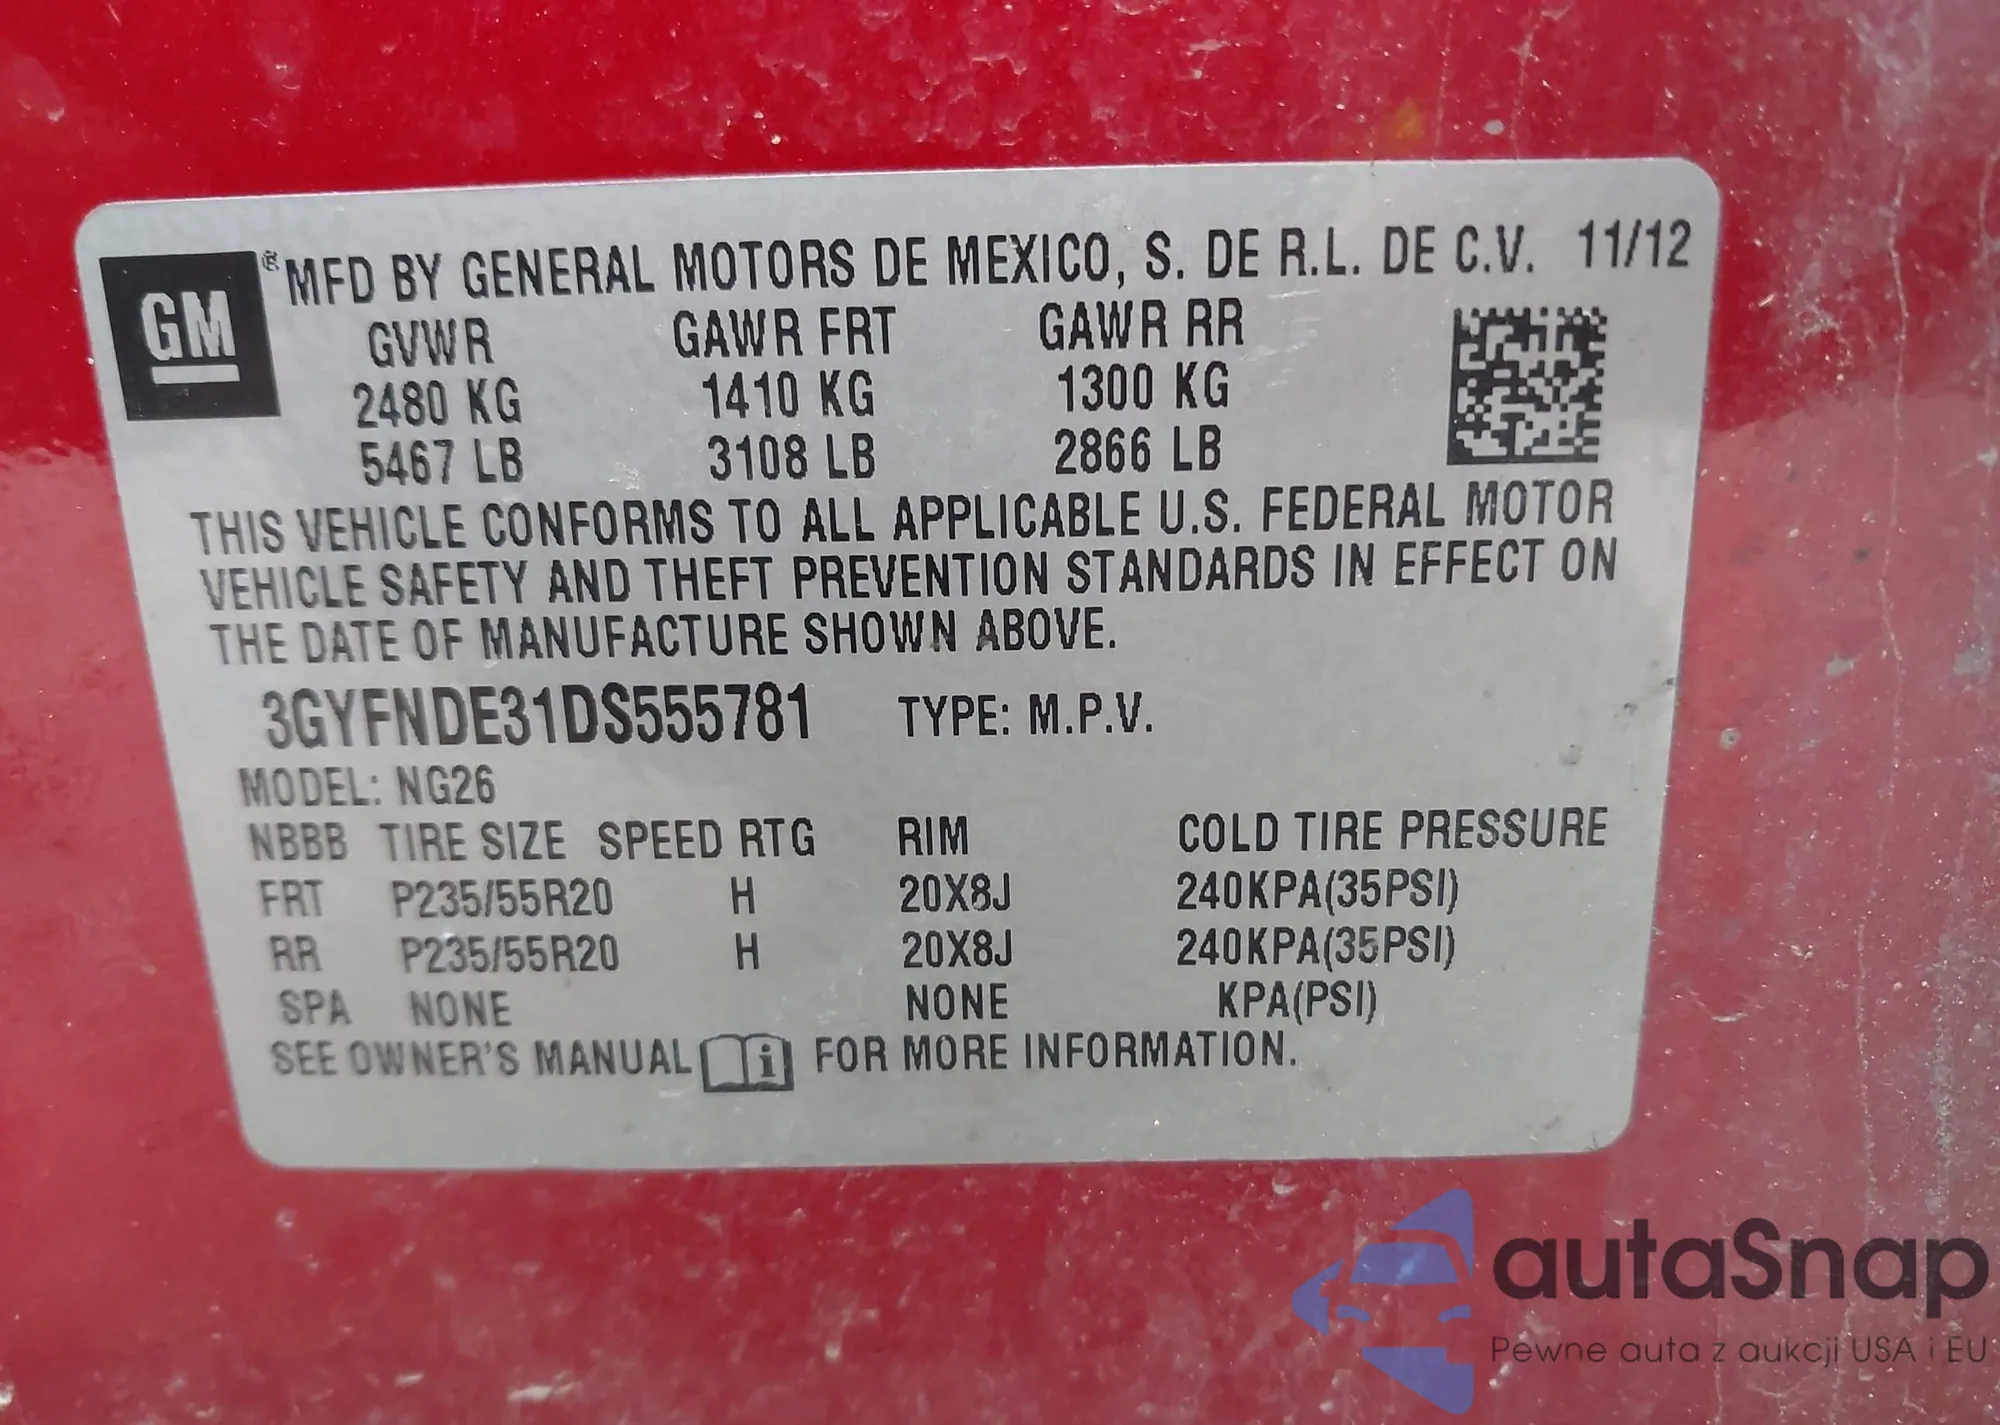 GM ® MFD BY GENERAL MOTORS DE MEXICO, S. DE R.L. DE C.V. 11/12
GVWR GAWR FRT GAWR RR
2480 KG 1410 KG 1300 KG
5467 LB 3108 LB 2866 LB
THIS VEHICLE CONFORMS TO ALL APPLICABLE U.S. FEDERAL MOTOR
VEHICLE SAFETY AND THEFT PREVENTION STANDARDS IN EFFECT ON
THE DATE OF MANUFACTURE SHOWN ABOVE.
3GYFNDE31DS555781 TYPE: M.P.V.
MODEL: NG26
NBBB TIRE SIZE SPEED RTG RIM COLD TIRE PRESSURE
FRT P235/55R20 H 20X8J 240KPA(35PSI)
RR P235/55R20 H 20X8J 240KPA(35PSI)
SPA NONE NONE KPA(PSI)
SEE OWNER'S MANUAL i FOR MORE INFORMATION.
autaSnap
Pewne auta z aukcji USA i EU